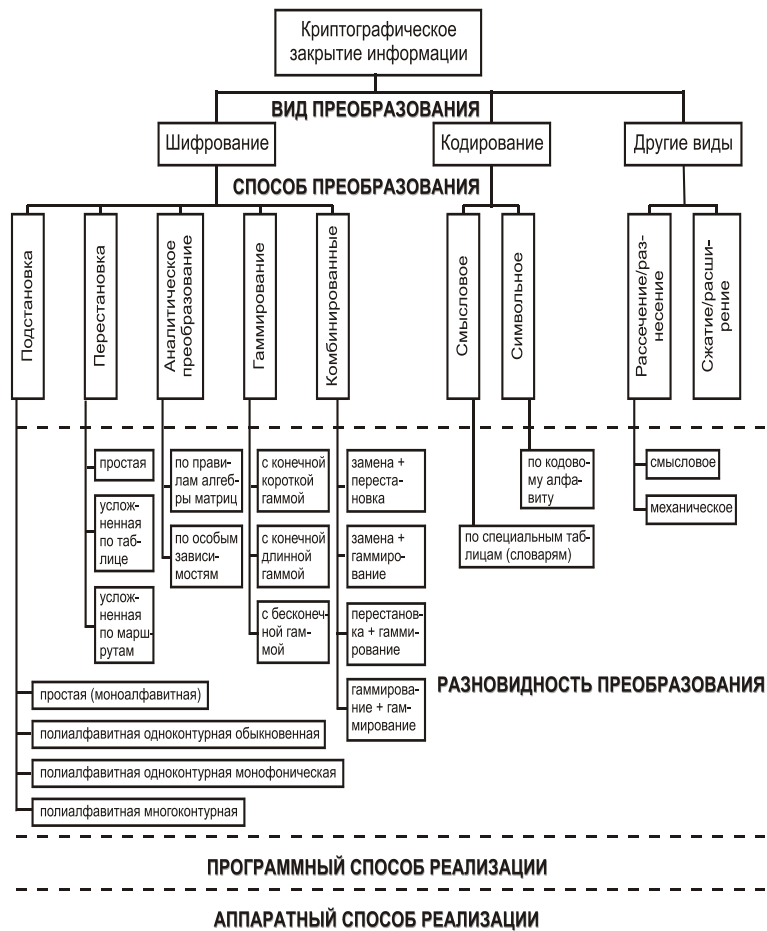 Криптографическое
закрытие информации
ВИД ПРЕОБРАЗОВАНИЯ
Шифрование
Кодирование
Другие виды
СПОСОБ ПРЕОБРАЗОВАНИЯ
Подстановка
Перестановка
Аналитическое
преобразование
Гаммирование
Комбинированные
Смысловое
Символьное
Рассечение/раз-
несение
Сжатие/расши-
рение
простая
услож-
ненная
по таб-
лице
услож-
ненная
по марш-
рутам
по прави-
лам алгеб-
ры матриц
по особым
зависи-
мостям
с конечной
короткой
гаммой
с конечной
длинной
гаммой
с бесконеч-
ной гам-
мой
замена +
переста-
новка
замена +
гаммиро-
вание
перестанов-
ка + гамми-
рование
гаммирова-
ние + гам-
мирование
по кодово-
му алфа-
виту
по специальным таб-
лицам (словарям)
смысловое
механическое
РАЗНОВИДНОСТЬ ПРЕОБРАЗОВАНИЯ
простая (моноалфавитная)
полиалфавитная одноконтурная обыкновенная
полиалфавитная одноконтурная монофоническая
полиалфавитная многоконтурная
ПРОГРАММНЫЙ СПОСОБ РЕАЛИЗАЦИИ
АППАРАТНЫЙ СПОСОБ РЕАЛИЗАЦИИ